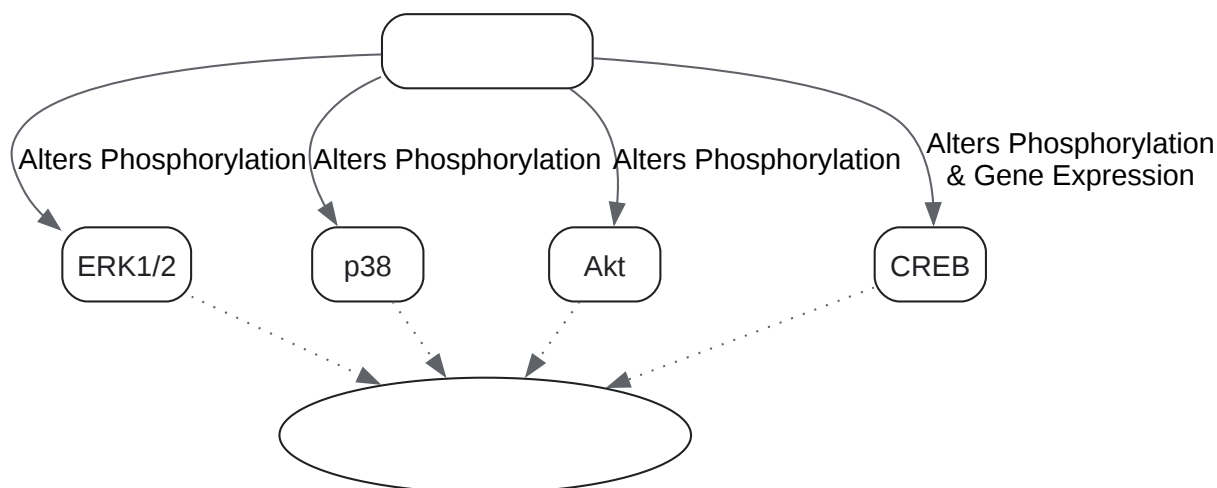 Alters Phosphorylation
Alters Phosphorylation
Alters Phosphorylation
Alters Phosphorylation
& Gene Expression
ERK1/2
p38
Akt
CREB